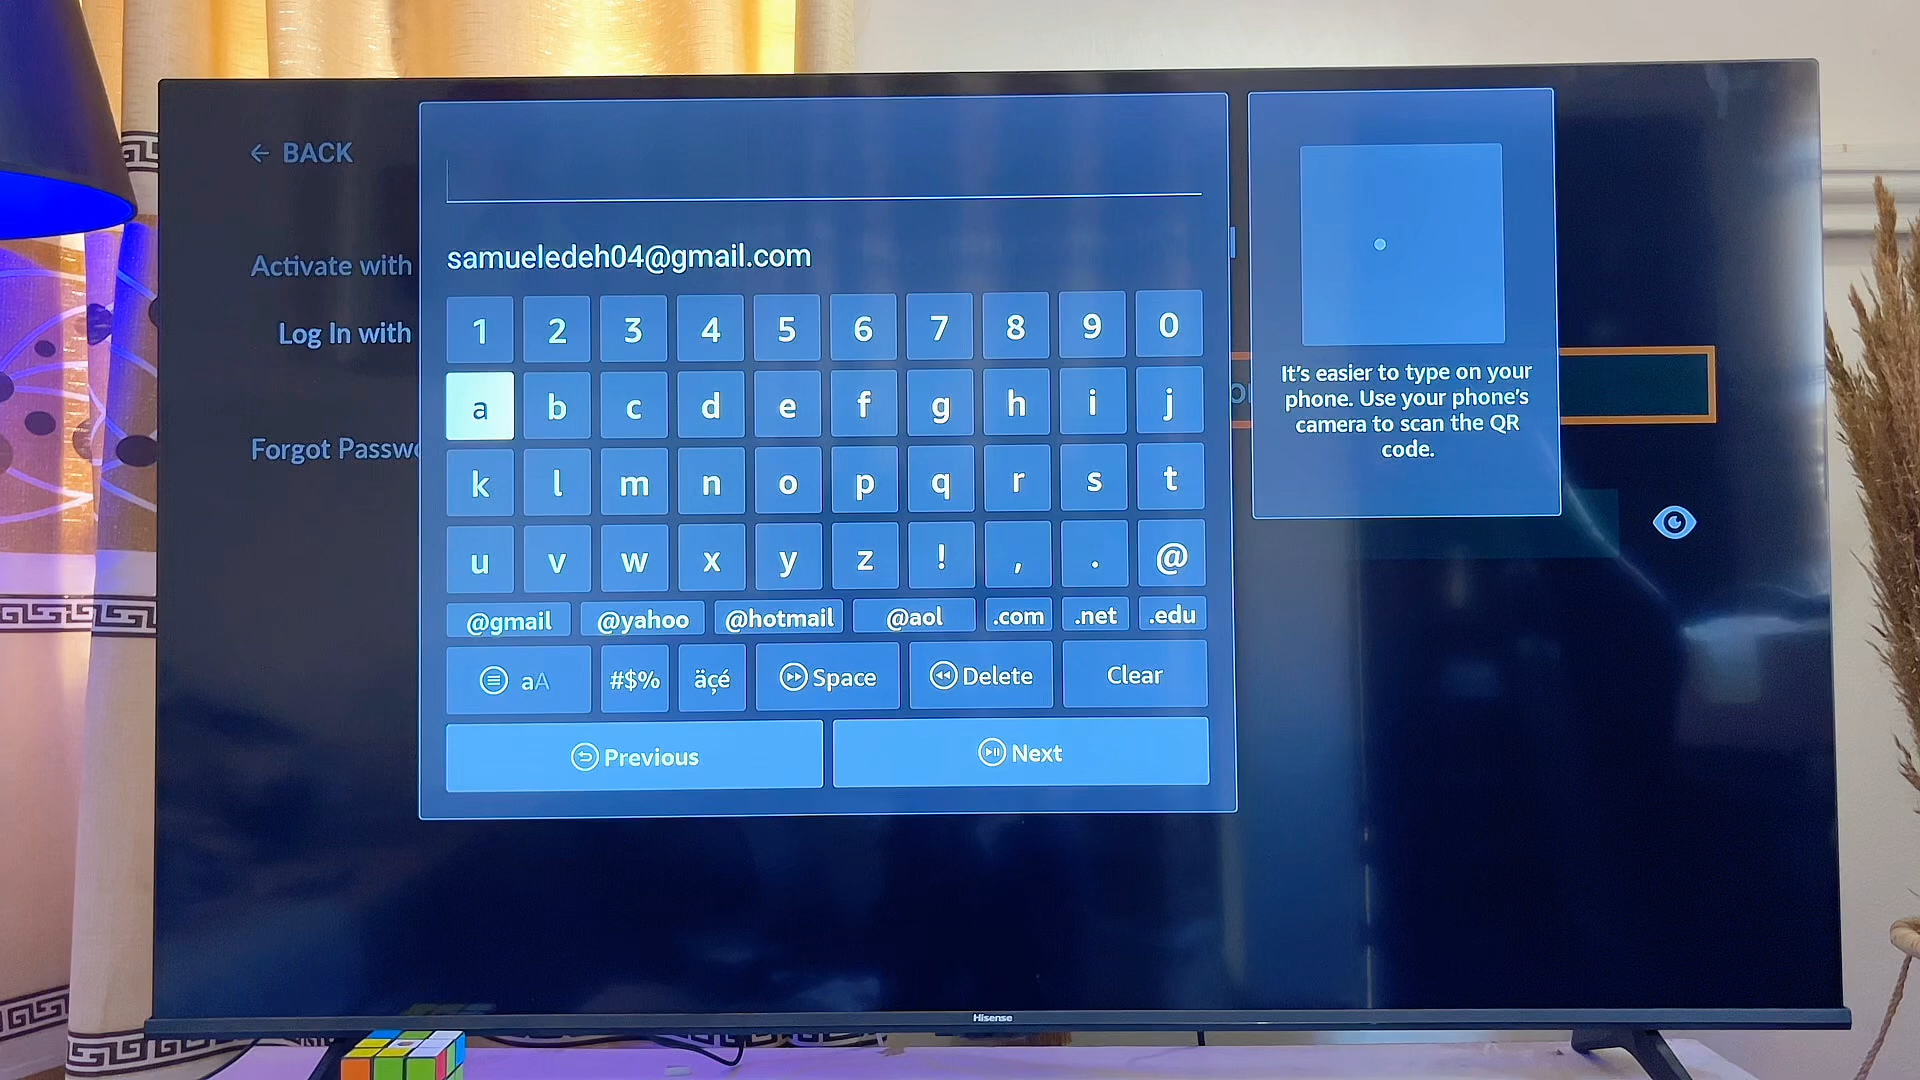 ← BACK
Activate with
Log In with
Forgot Passwo
samueledeh04@gmail.com
1 2 3 4 5 6 7 8 9 0
a b c d e f g h i j
k l m n o p q r s t
u v w x y z ! , . @
@gmail @yahoo @hotmail @aol .com .net .edu
aA #$% äçé Space Delete Clear
Previous Next
It's easier to type on your
phone. Use your phone's
camera to scan the QR
code.
Hisense